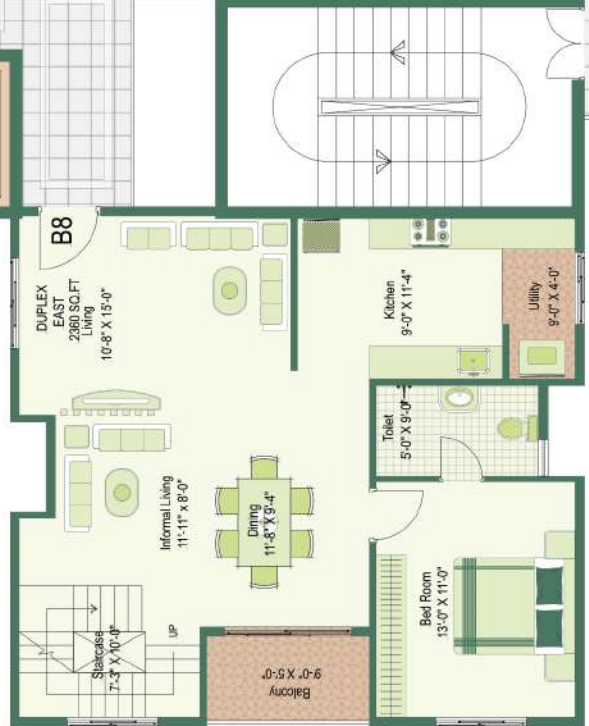 B8
DUPLEX
EAST
2360 SQ.FT
Living
10'-8" X 15'-0"
Kitchen
9'-0" X 11'-4"
Utility
9'-0" X 4'-0"
Toilet
5'-0" X 9'-0"
Informal Living
11'-11" x 8'-0"
Dining
11'-8" X 9'-4"
Bed Room
13'-0" X 11'-0"
Staircase
7'-3" X 10'-0"
UP
Balcony
9'-0" X 5'-0"